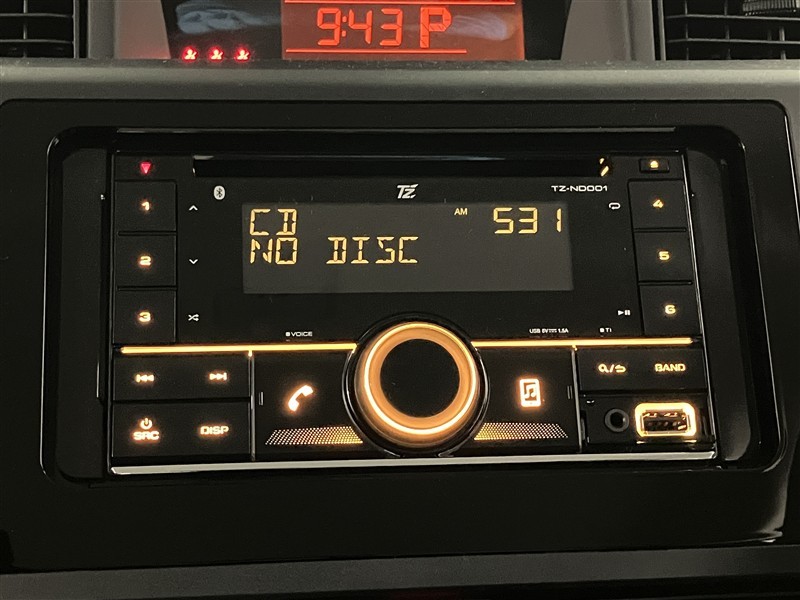 9:43 P
TZ
TZ-ND001
1
4
CD
AM
531
NO DISC
2
5
3
6
VOICE
USB 5V 1.5A
TI
BAND
SRC
DISP